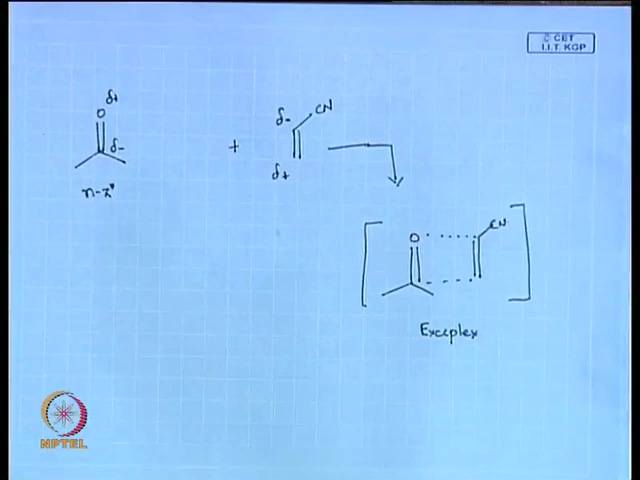 © CET
I.I.T. KGP
δ+
O
δ-
n-π*
+
δ-
CN
δ+
O
CN
Exciplex
NPTEL